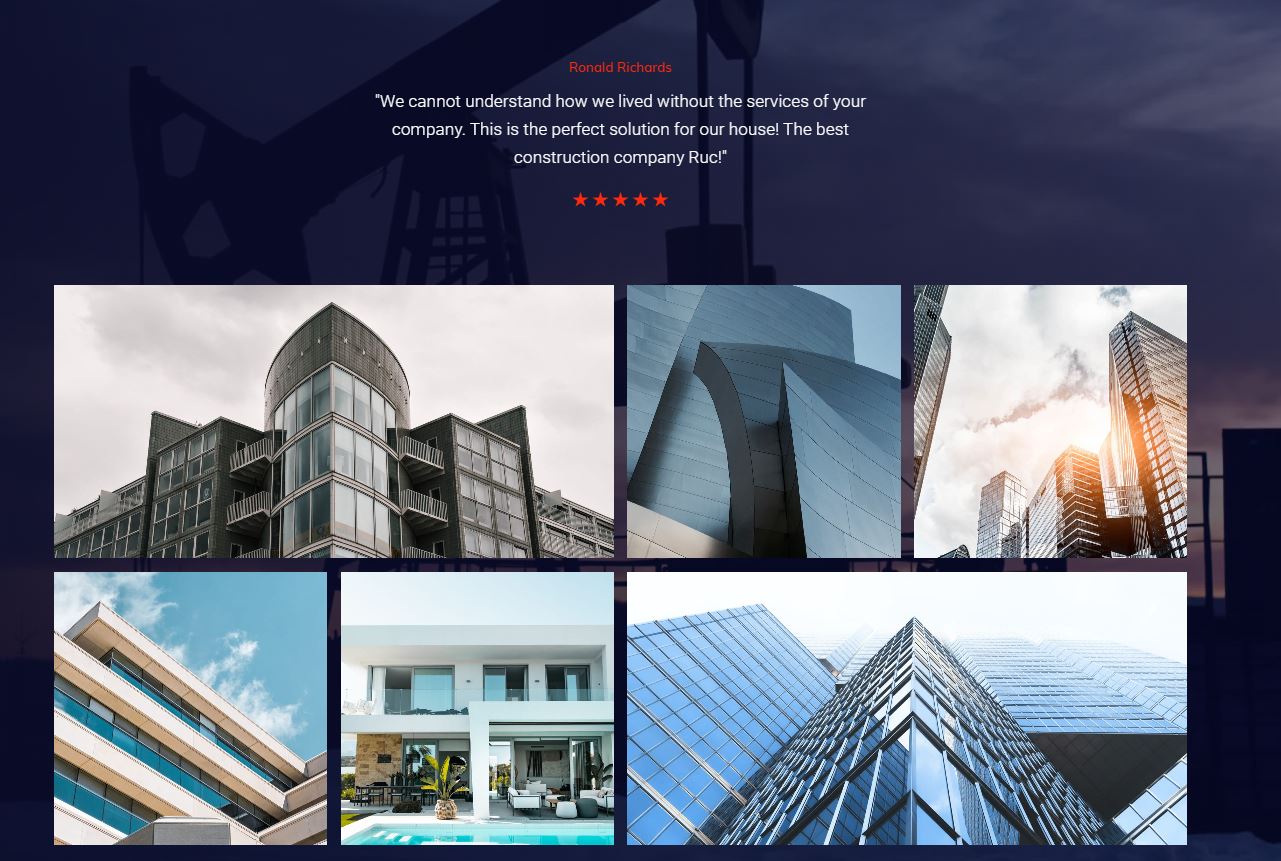 Ronald Richards
"We cannot understand how we lived without the services of your
company. This is the perfect solution for our house! The best
construction company Ruc!"